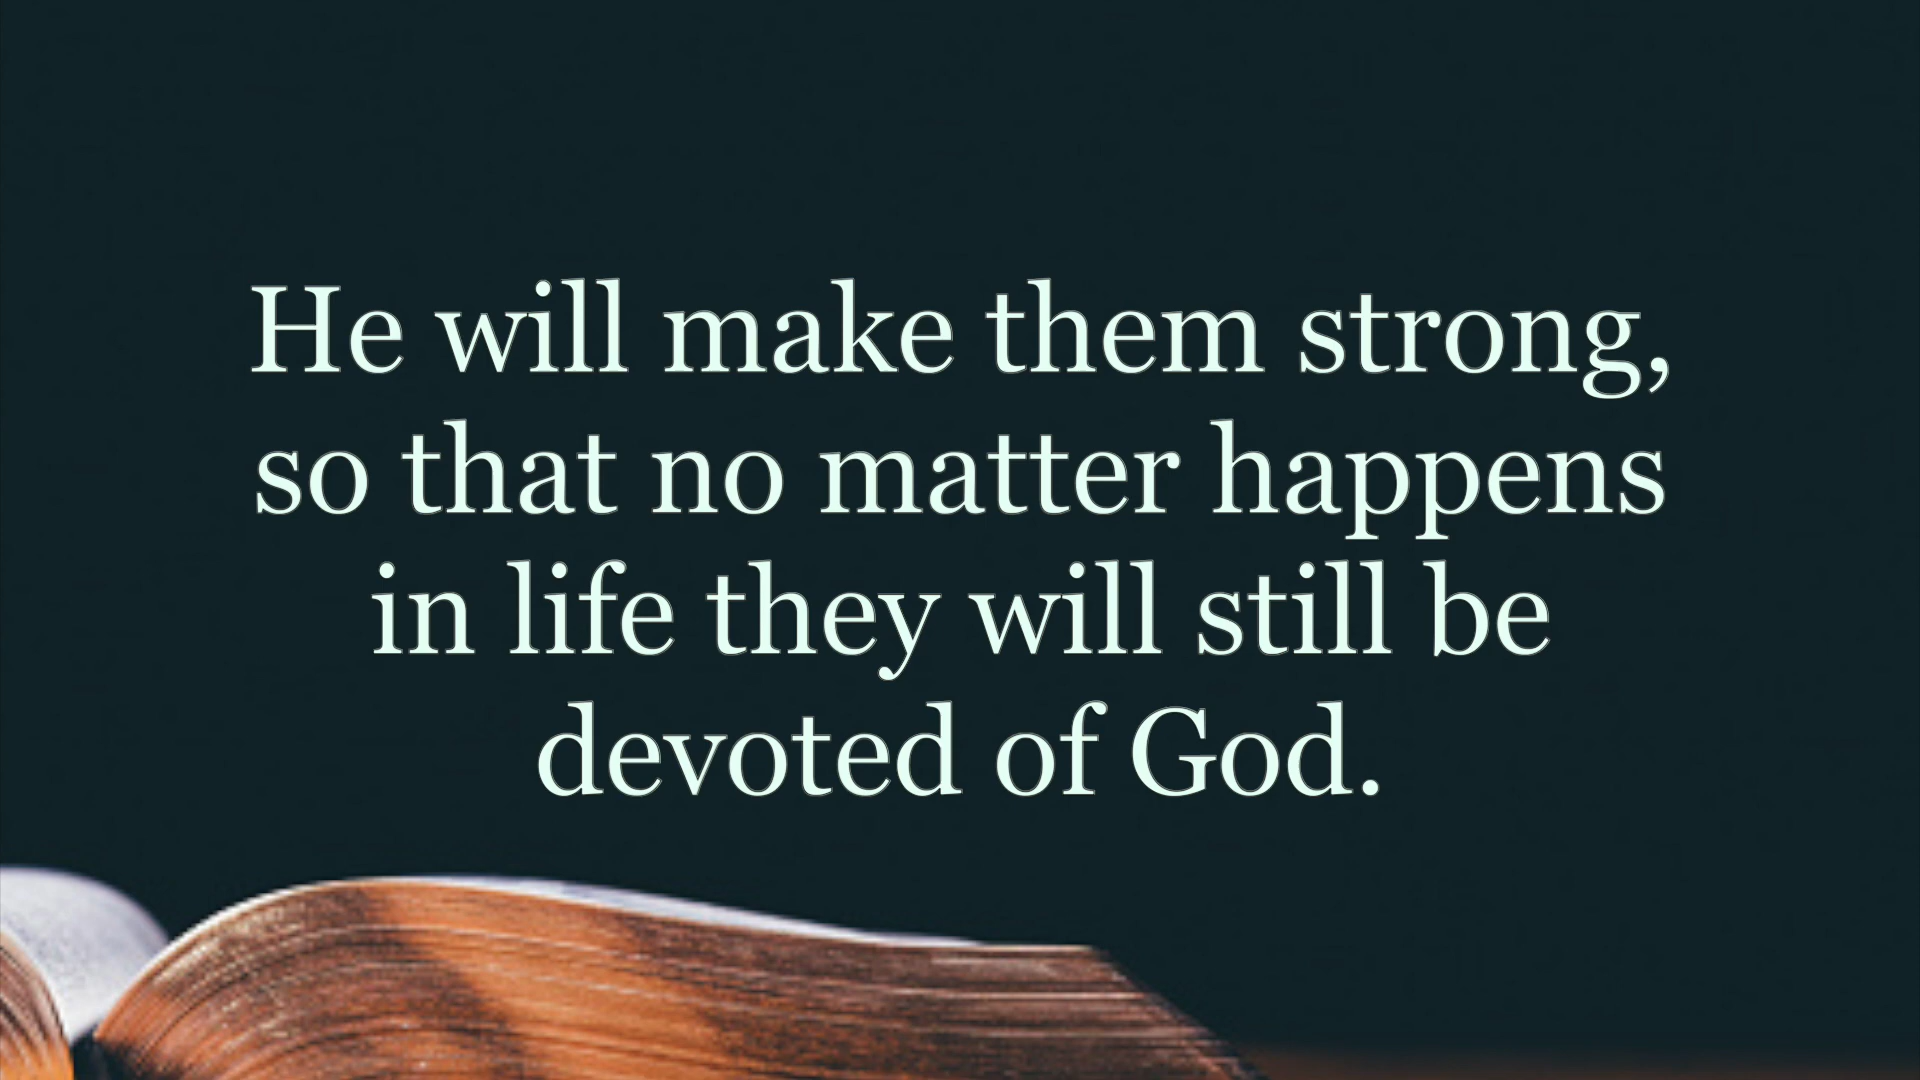 He will make them strong,
so that no matter happens
in life they will still be
devoted of God.